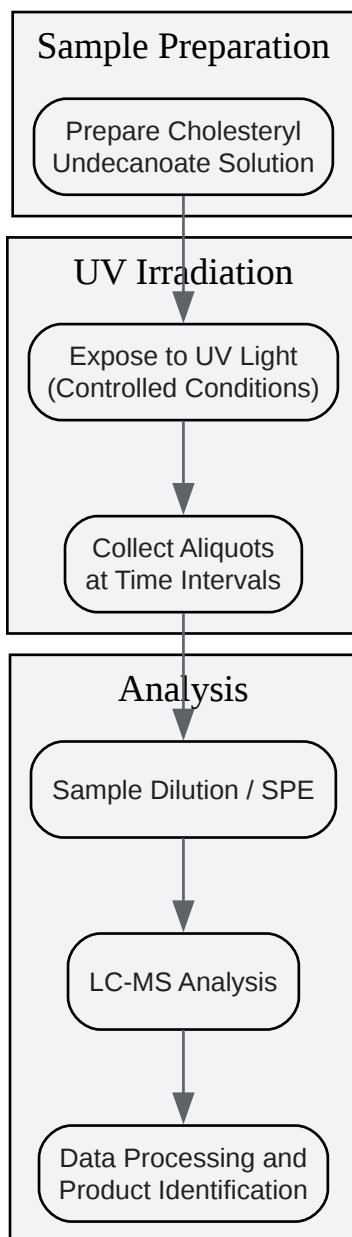 Sample Preparation
Prepare Cholesteryl
Undecanoate Solution
UV Irradiation
Expose to UV Light
(Controlled Conditions)
Collect Aliquots
at Time Intervals
Analysis
Sample Dilution / SPE
LC-MS Analysis
Data Processing and
Product Identification